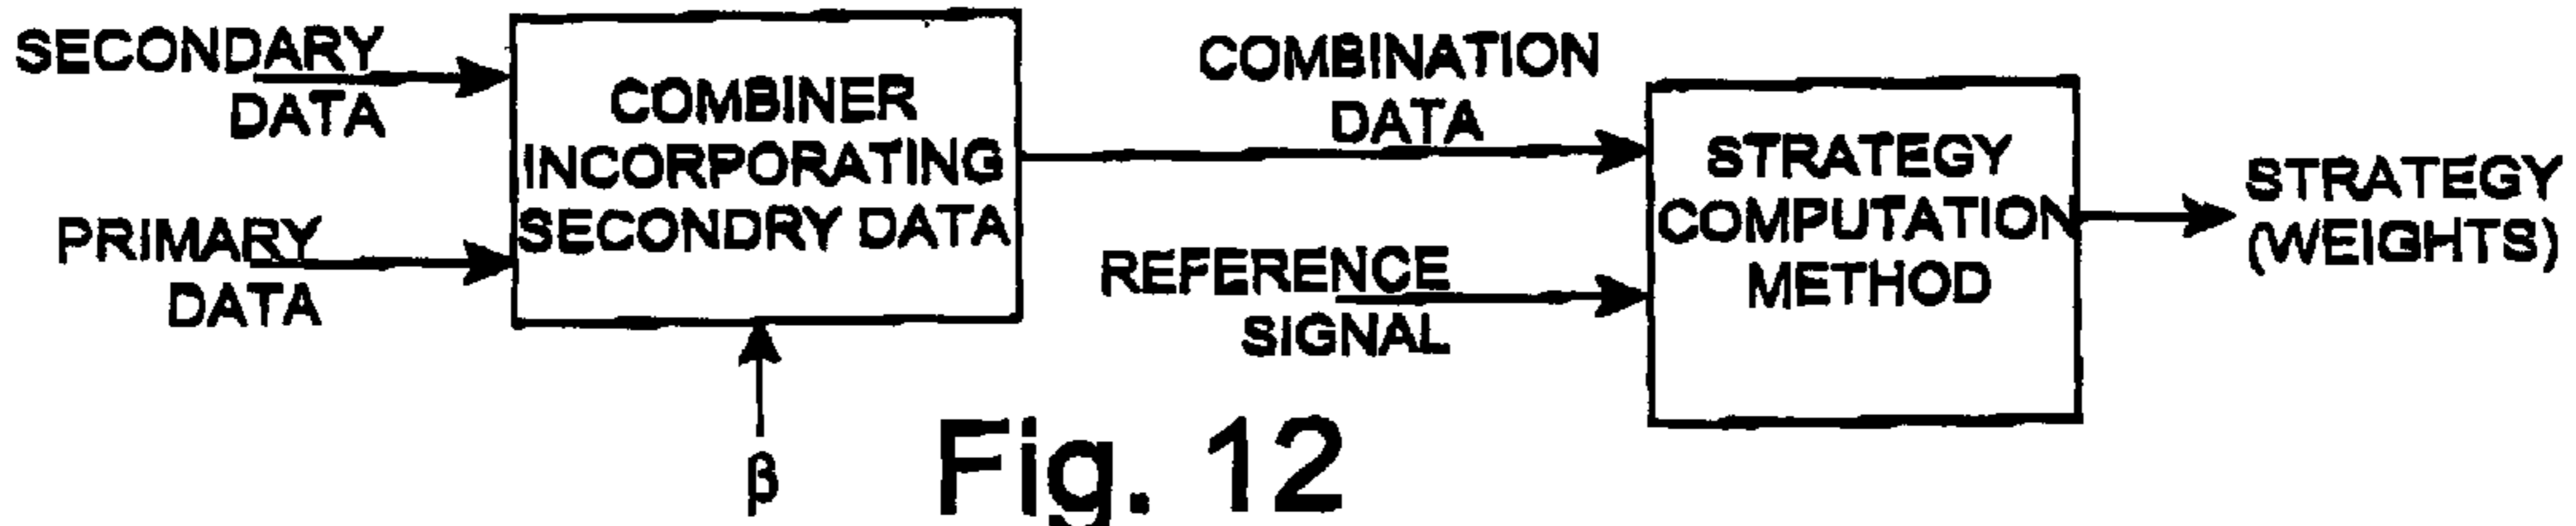 SECONDARY
DATA
PRIMARY
DATA
COMBINER
INCORPORATING
SECONDRY DATA
β
COMBINATION
DATA
REFERENCE
SIGNAL
STRATEGY
COMPUTATION
METHOD
STRATEGY
(WEIGHTS)
Fig. 12